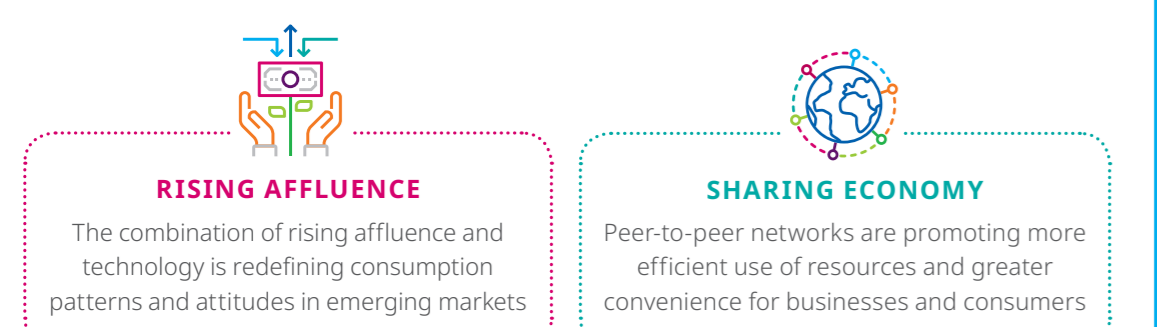 RISING AFFLUENCE
The combination of rising affluence and
technology is redefining consumption
patterns and attitudes in emerging markets
SHARING ECONOMY
Peer-to-peer networks are promoting more
efficient use of resources and greater
convenience for businesses and consumers